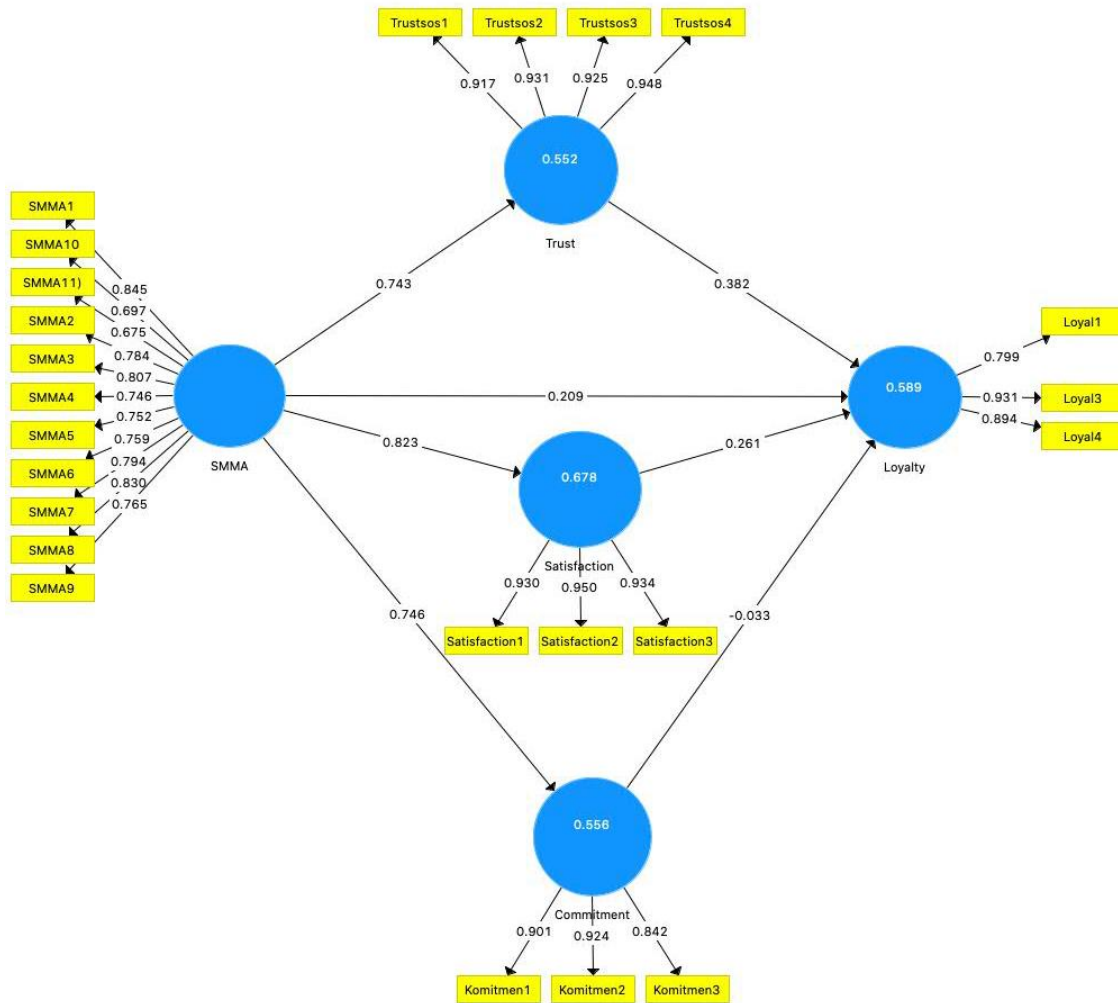 Trustsos1 Trustsos2 Trustsos3 Trustsos4
0.917 0.931 0.925 0.948
0.552
Trust
SMMA1
SMMA10
SMMA11)
SMMA2
SMMA3
SMMA4
SMMA5
SMMA6
SMMA7
SMMA8
SMMA9
0.845
0.697
0.675
0.784
0.807
0.746
0.752
0.759
0.794
0.830
0.765
SMMA
0.743
0.382
0.209
0.823
0.261
0.746
-0.033
0.589
Loyalty
0.799
0.931
0.894
Loyal1
Loyal3
Loyal4
0.678
Satisfaction
0.930 0.950 0.934
Satisfaction1 Satisfaction2 Satisfaction3
0.556
Commitment
0.901 0.924 0.842
Komitmen1 Komitmen2 Komitmen3